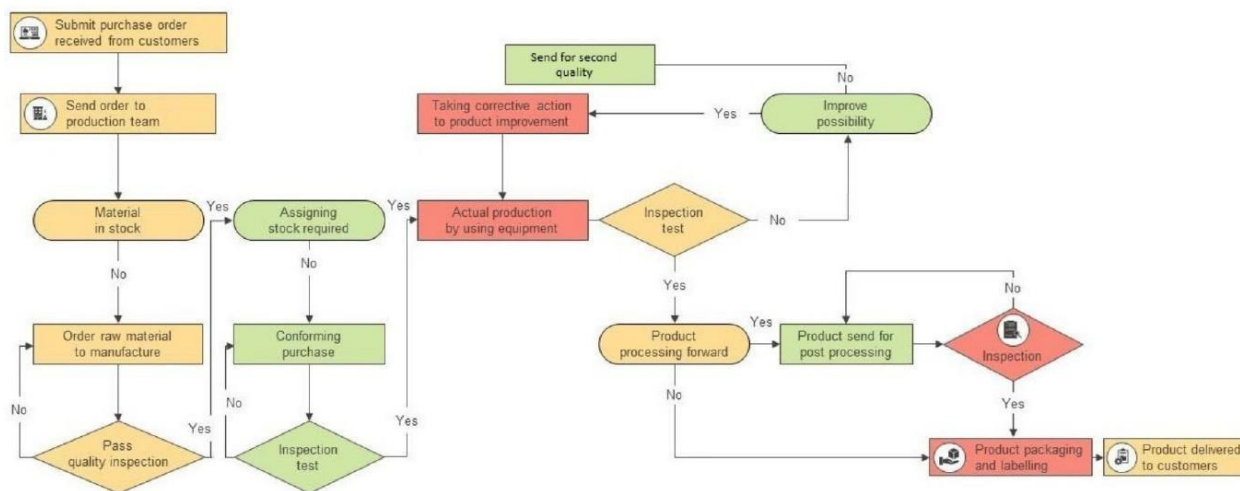 Submit purchase order
received from customers
Send order to
production team
Material
in stock
Yes
No
Order raw material
to manufacture
No
Pass
quality inspection
Yes
Assigning
stock required
Yes
No
Conforming
purchase
No
Inspection
test
Yes
Send for second
quality
No
Taking corrective action
to product improvement
Yes
Improve
possibility
Actual production
by using equipment
Inspection
test
No
Yes
Product
processing forward
Yes
Product send for
post processing
No
Inspection
No
Yes
Product packaging
and labelling
Product delivered
to customers